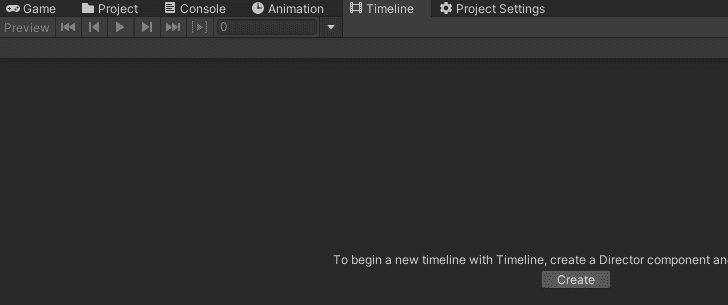 Game Project Console Animation Timeline Project Settings
Preview 0
To begin a new timeline with Timeline, create a Director component an
Create